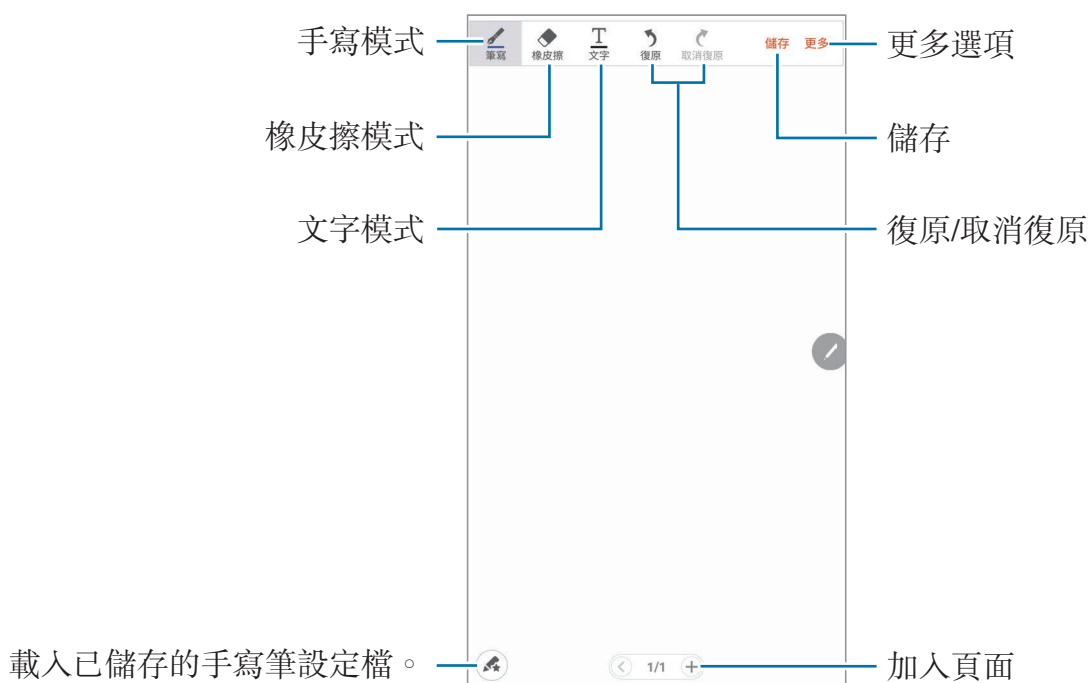 手寫模式
筆寫 橡皮擦 文字 復原 取消復原 儲存 更多
更多選項
橡皮擦模式
儲存
文字模式
復原/取消復原
載入已儲存的手寫筆設定檔。
1/1
加入頁面